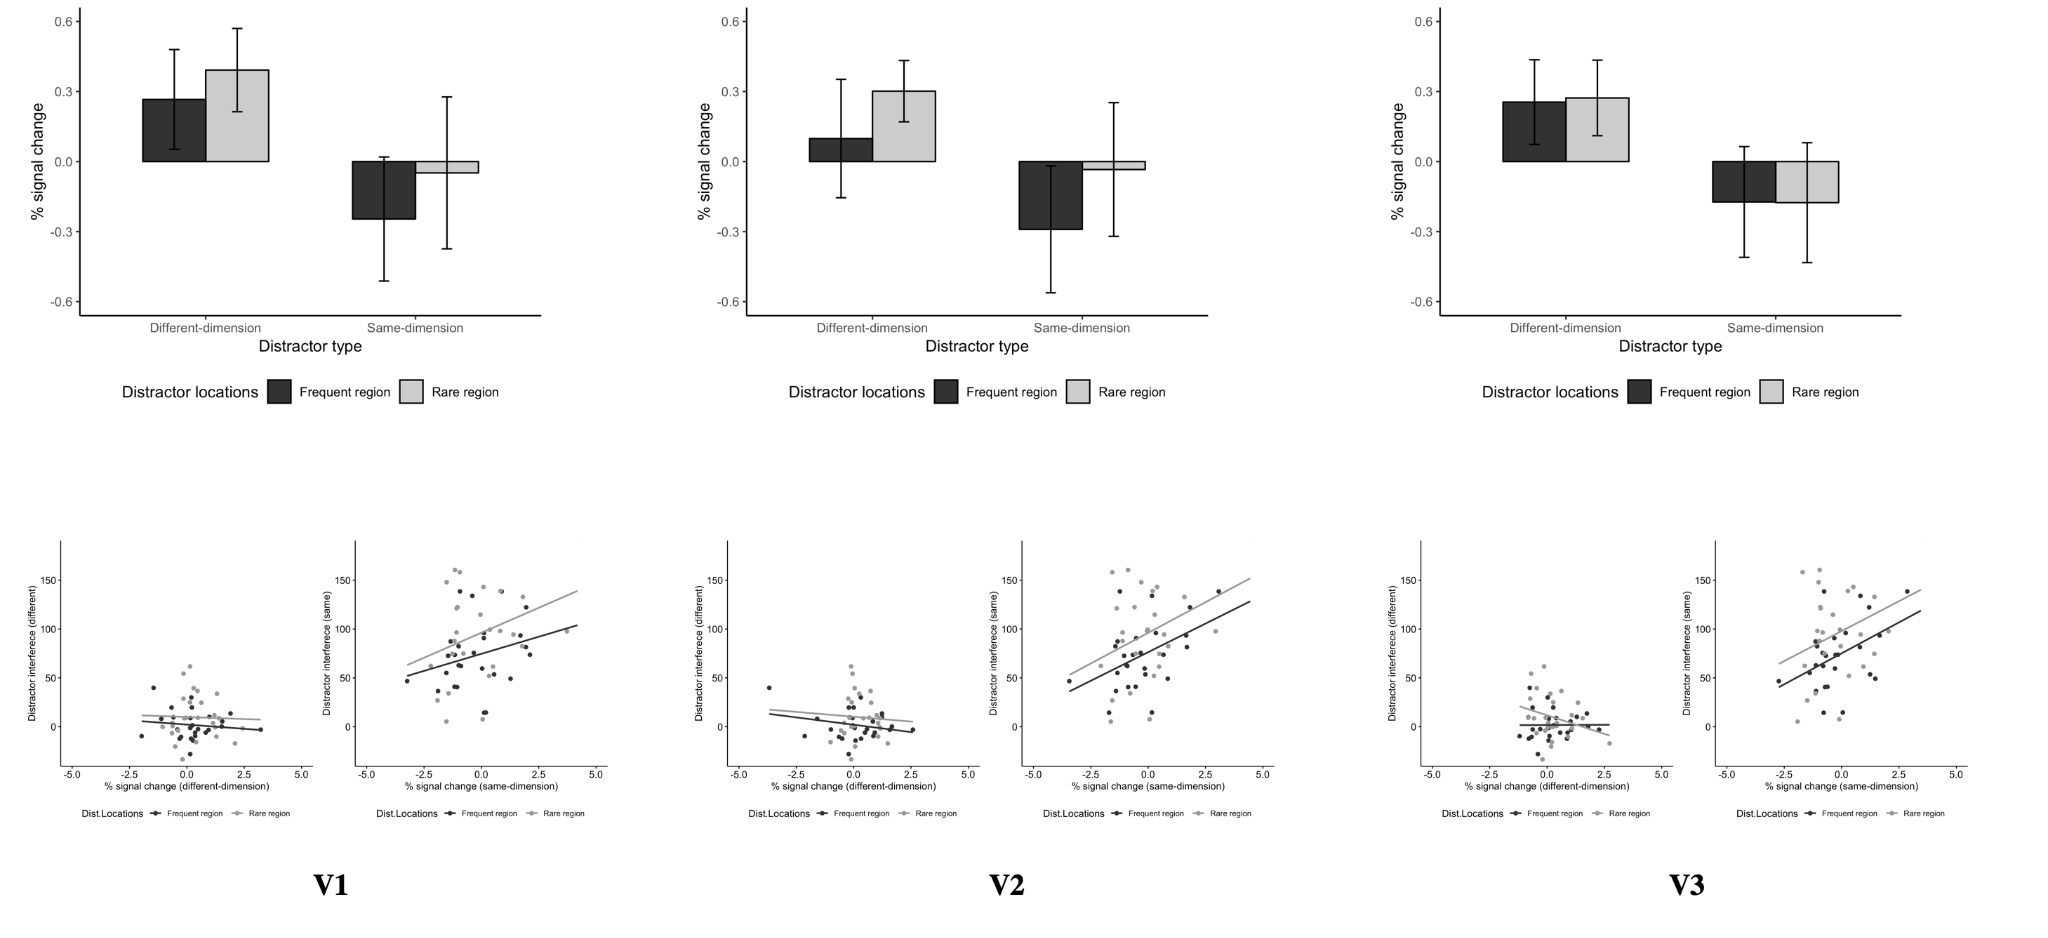 0.6
0.3
0.0
-0.3
-0.6
% signal change
Different-dimension Same-dimension
Distractor type
Distractor locations Frequent region Rare region
0.6
0.3
0.0
-0.3
-0.6
% signal change
Different-dimension Same-dimension
Distractor type
Distractor locations Frequent region Rare region
0.6
0.3
0.0
-0.3
-0.6
% signal change
Different-dimension Same-dimension
Distractor type
Distractor locations Frequent region Rare region
150
100
50
0
Distractor interferece (different)
-5.0 -2.5 0.0 2.5 5.0
% signal change (different-dimension)
Dist.Locations Frequent region Rare region
150
100
50
0
Distractor interferece (same)
-5.0 -2.5 0.0 2.5 5.0
% signal change (same-dimension)
Dist.Locations Frequent region Rare region
V1
150
100
50
0
Distractor interferece (different)
-5.0 -2.5 0.0 2.5 5.0
% signal change (different-dimension)
Dist.Locations Frequent region Rare region
150
100
50
0
Distractor interferece (same)
-5.0 -2.5 0.0 2.5 5.0
% signal change (same-dimension)
Dist.Locations Frequent region Rare region
V2
150
100
50
0
Distractor interferece (different)
-5.0 -2.5 0.0 2.5 5.0
% signal change (different-dimension)
Dist.Locations Frequent region Rare region
150
100
50
0
Distractor interferece (same)
-5.0 -2.5 0.0 2.5 5.0
% signal change (same-dimension)
Dist.Locations Frequent region Rare region
V3